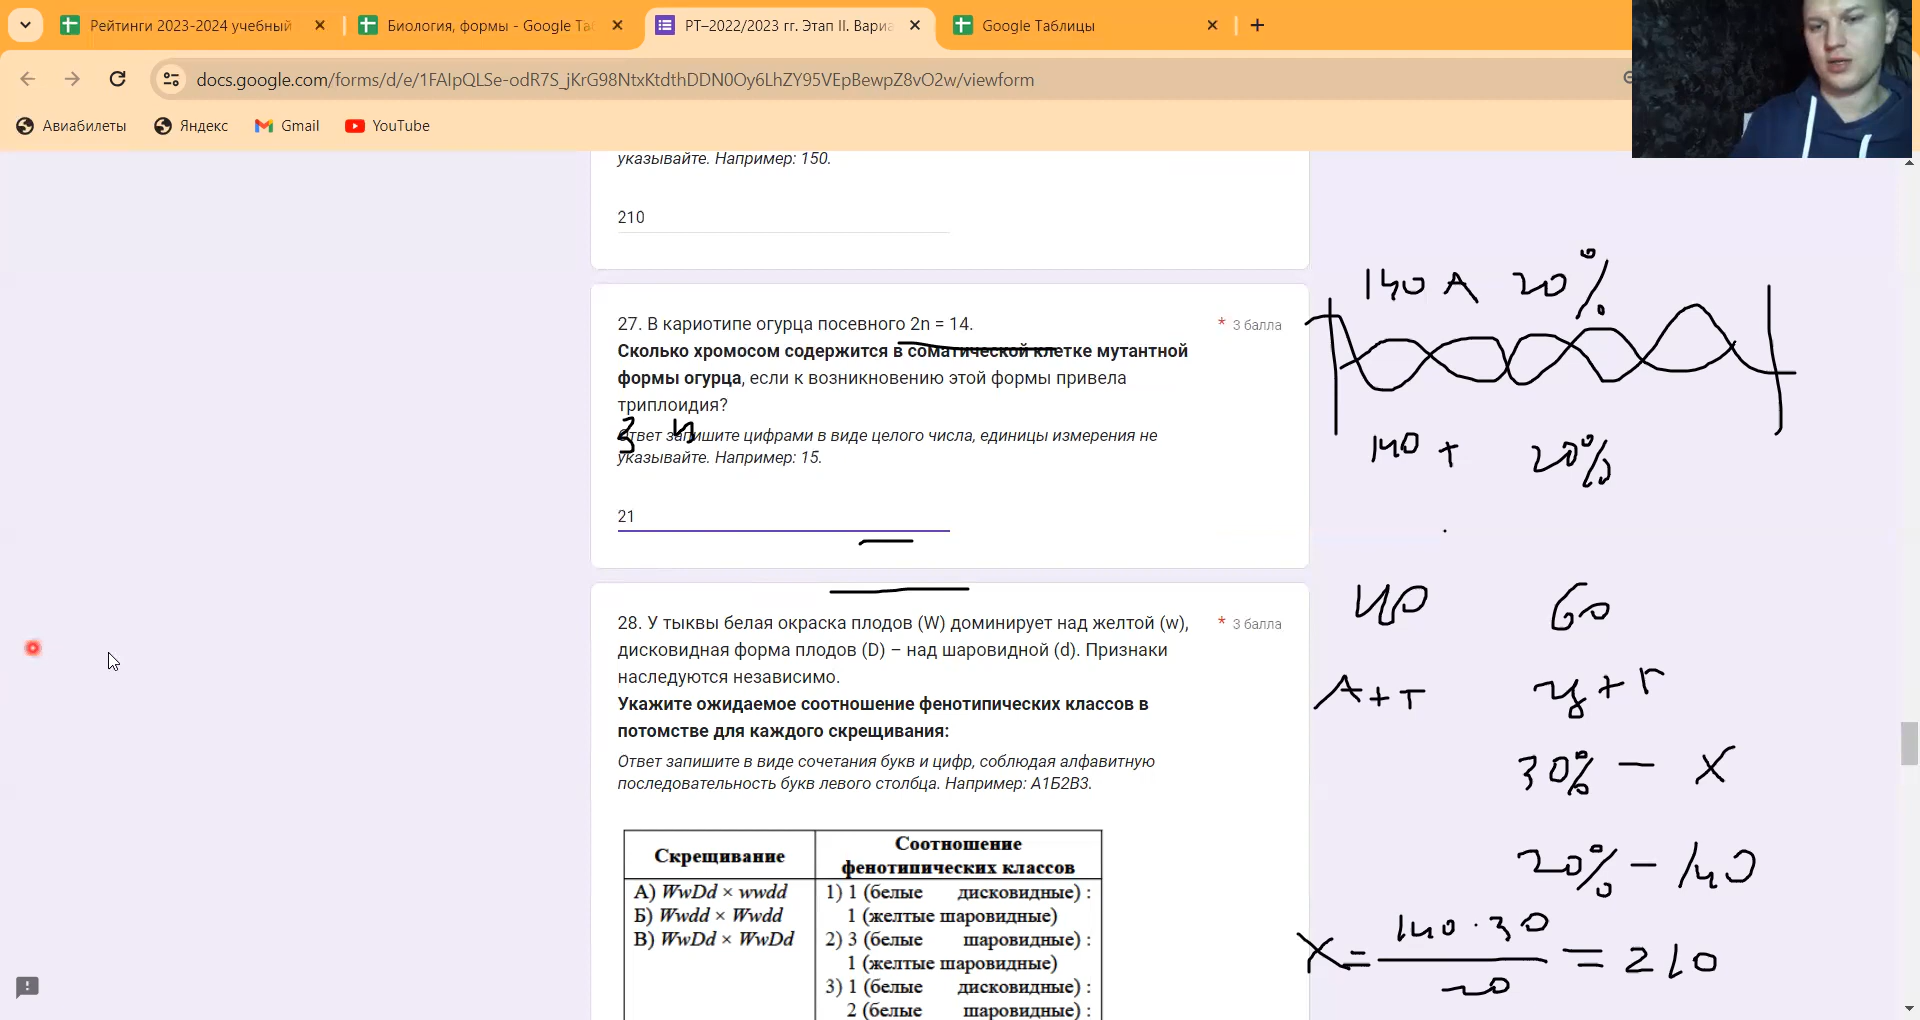 Рейтинги 2023-2024 учебный
Биология, формы - Google Та
РТ–2022/2023 гг. Этап II. Вариа
Google Таблицы
docs.google.com/forms/d/e/1FAIpQLSe-odR7S_jKrG98NtxKtdthDDN0Oy6LhZY95VEpBewpZ8vO2w/viewform
Авиабилеты
Яндекс
Gmail
YouTube
указывайте. Например: 150.
210
27. В кариотипе огурца посевного 2n = 14.
* 3 балла
Сколько хромосом содержится в соматической клетке мутантной
формы огурца, если к возникновению этой формы привела
триплоидия?
3 n
Ответ запишите цифрами в виде целого числа, единицы измерения не
указывайте. Например: 15.
21
28. У тыквы белая окраска плодов (W) доминирует над желтой (w),
* 3 балла
дисковидная форма плодов (D) – над шаровидной (d). Признаки
наследуются независимо.
Укажите ожидаемое соотношение фенотипических классов в
потомстве для каждого скрещивания:
Ответ запишите в виде сочетания букв и цифр, соблюдая алфавитную
последовательность букв левого столбца. Например: А1Б2В3.
Скрещивание
Соотношение
фенотипических классов
А) WwDd × wwdd
Б) Wwdd × Wwdd
В) WwDd × WwDd
1) 1 (белые дисковидные) :
1 (желтые шаровидные)
2) 3 (белые шаровидные) :
1 (желтые шаровидные)
3) 1 (белые дисковидные) :
2 (белые шаровидные) :
140 А 20%
140 т 20%
40 60
А+т ц+г
30% — х
20% — 140
х = 140 · 30 / 20 = 210